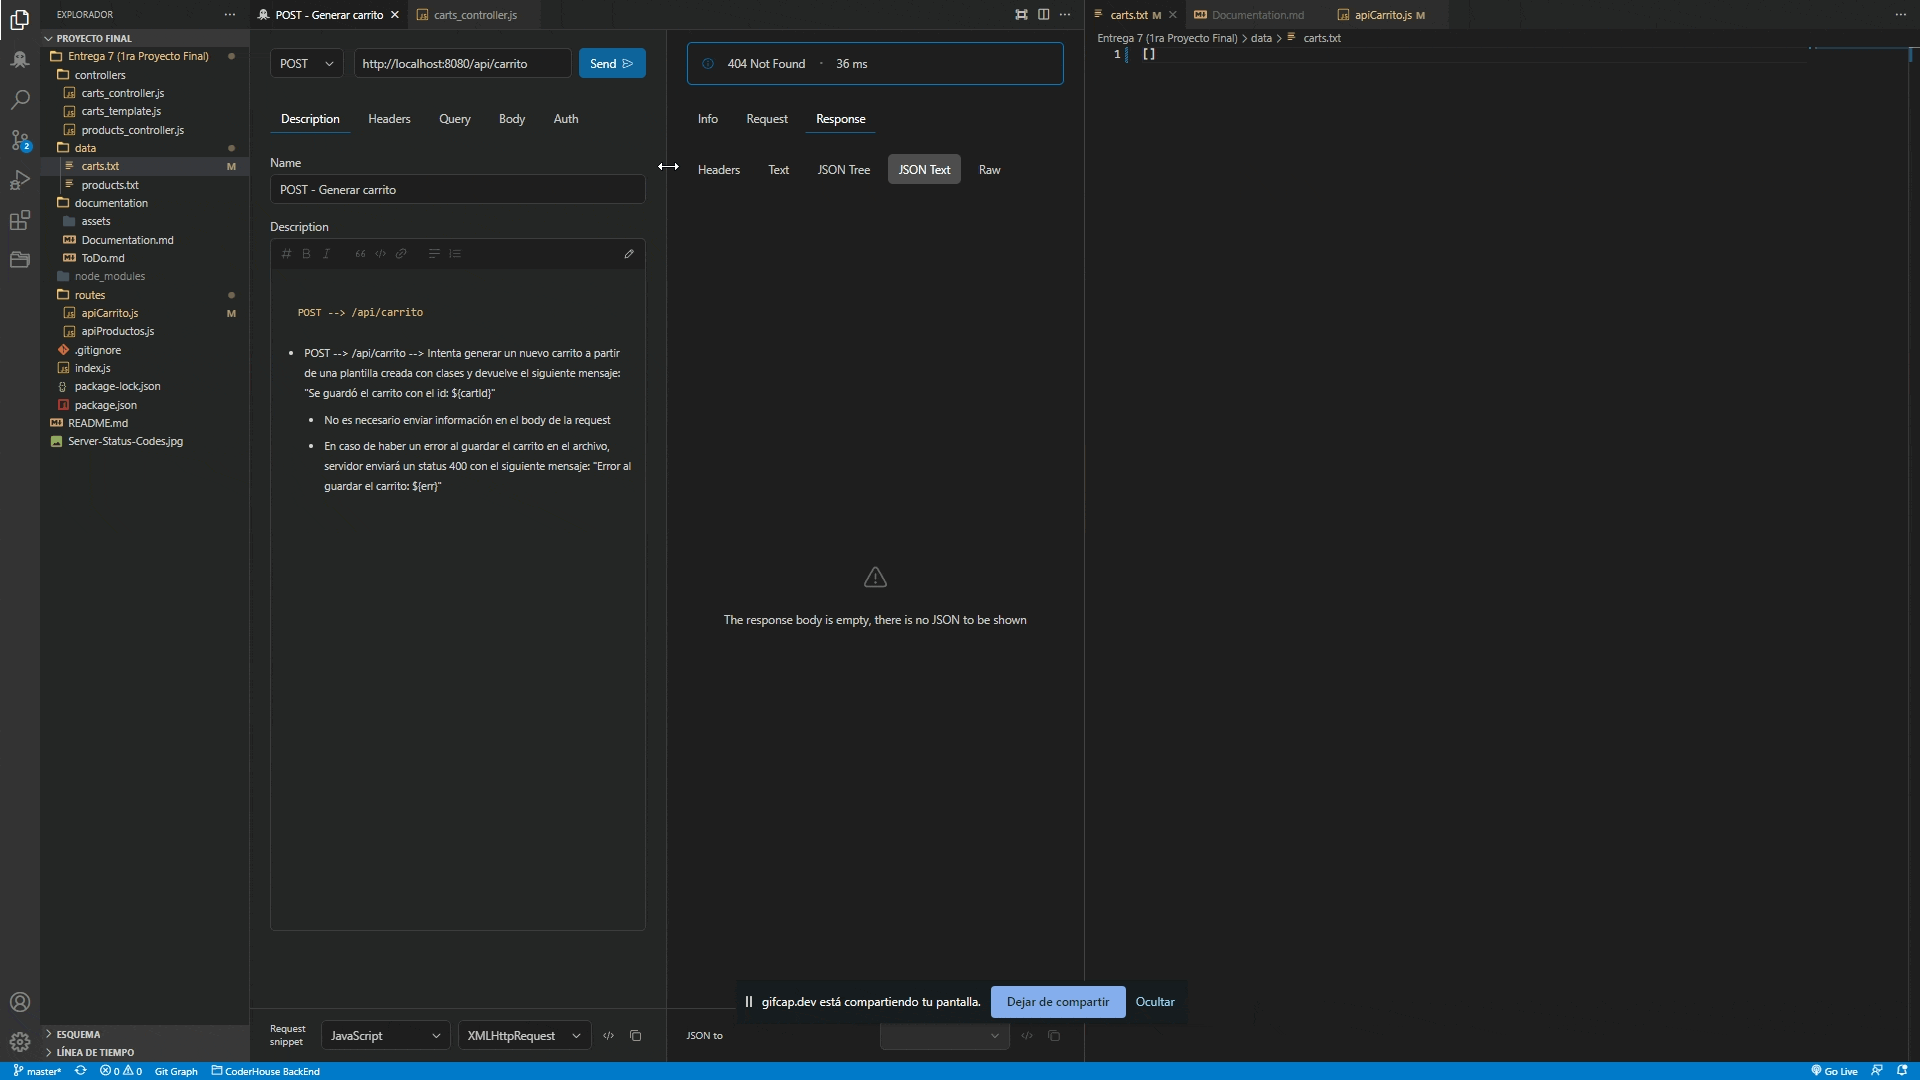 EXPLORADOR
PROYECTO FINAL
Entrega 7 (1ra Proyecto Final)
controllers
carts_controller.js
carts_template.js
products_controller.js
data
carts.txt M
products.txt
documentation
assets
Documentation.md
ToDo.md
node_modules
routes
apiCarrito.js M
apiProductos.js
.gitignore
index.js
package-lock.json
package.json
README.md
Server-Status-Codes.jpg
ESQUEMA
LÍNEA DE TIEMPO
2
POST - Generar carrito
carts_controller.js
POST
http://localhost:8080/api/carrito
Send
Description Headers Query Body Auth
Name
POST - Generar carrito
Description
POST --> /api/carrito
POST --> /api/carrito --> Intenta generar un nuevo carrito a partir
de una plantilla creada con clases y devuelve el siguiente mensaje:
"Se guardó el carrito con el id: ${cartId}"
No es necesario enviar información en el body de la request
En caso de haber un error al guardar el carrito en el archivo,
servidor enviará un status 400 con el siguiente mensaje: "Error al
guardar el carrito: ${err}"
Request
snippet
JavaScript
XMLHttpRequest
404 Not Found · 36 ms
Info Request Response
Headers Text JSON Tree JSON Text Raw
The response body is empty, there is no JSON to be shown
JSON to
gifcap.dev está compartiendo tu pantalla.
Dejar de compartir
Ocultar
carts.txt M
Documentation.md
apiCarrito.js M
Entrega 7 (1ra Proyecto Final) > data > carts.txt
1 []
master* 0 0 Git Graph CoderHouse BackEnd
Go Live